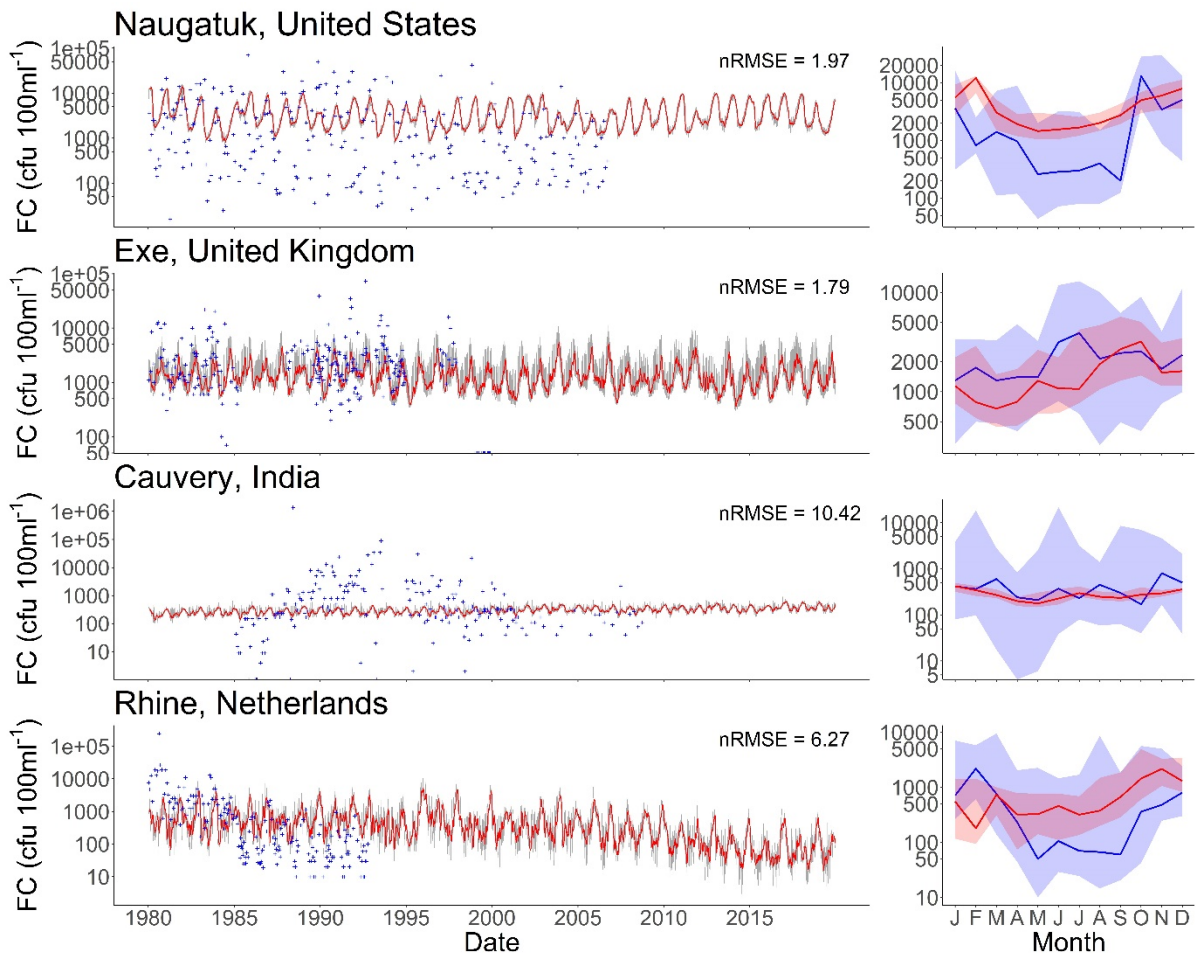 Naugatuk, United States
FC (cfu 100ml⁻¹)
1e+05
50000
10000
5000
1000
500
100
50
nRMSE = 1.97
20000
10000
5000
2000
1000
500
200
100
50
Exe, United Kingdom
FC (cfu 100ml⁻¹)
1e+05
50000
10000
5000
1000
500
100
50
nRMSE = 1.79
10000
5000
2000
1000
500
Cauvery, India
FC (cfu 100ml⁻¹)
1e+06
1e+05
10000
1000
100
10
nRMSE = 10.42
10000
5000
1000
500
100
50
10
5
Rhine, Netherlands
FC (cfu 100ml⁻¹)
1e+05
10000
1000
100
10
nRMSE = 6.27
10000
5000
1000
500
100
50
10
1980 1985 1990 1995 2000 2005 2010 2015
Date
J F M A M J J A S O N D
Month